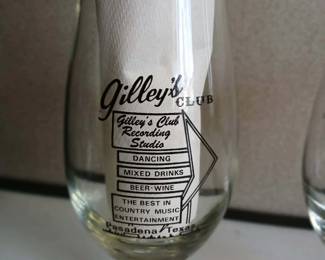 Gilley's
CLUB
Gilley's Club
Recording
Studio
DANCING
MIXED DRINKS
BEER-WINE
THE BEST IN
COUNTRY MUSIC
ENTERTAINMENT
Pasadena Texas